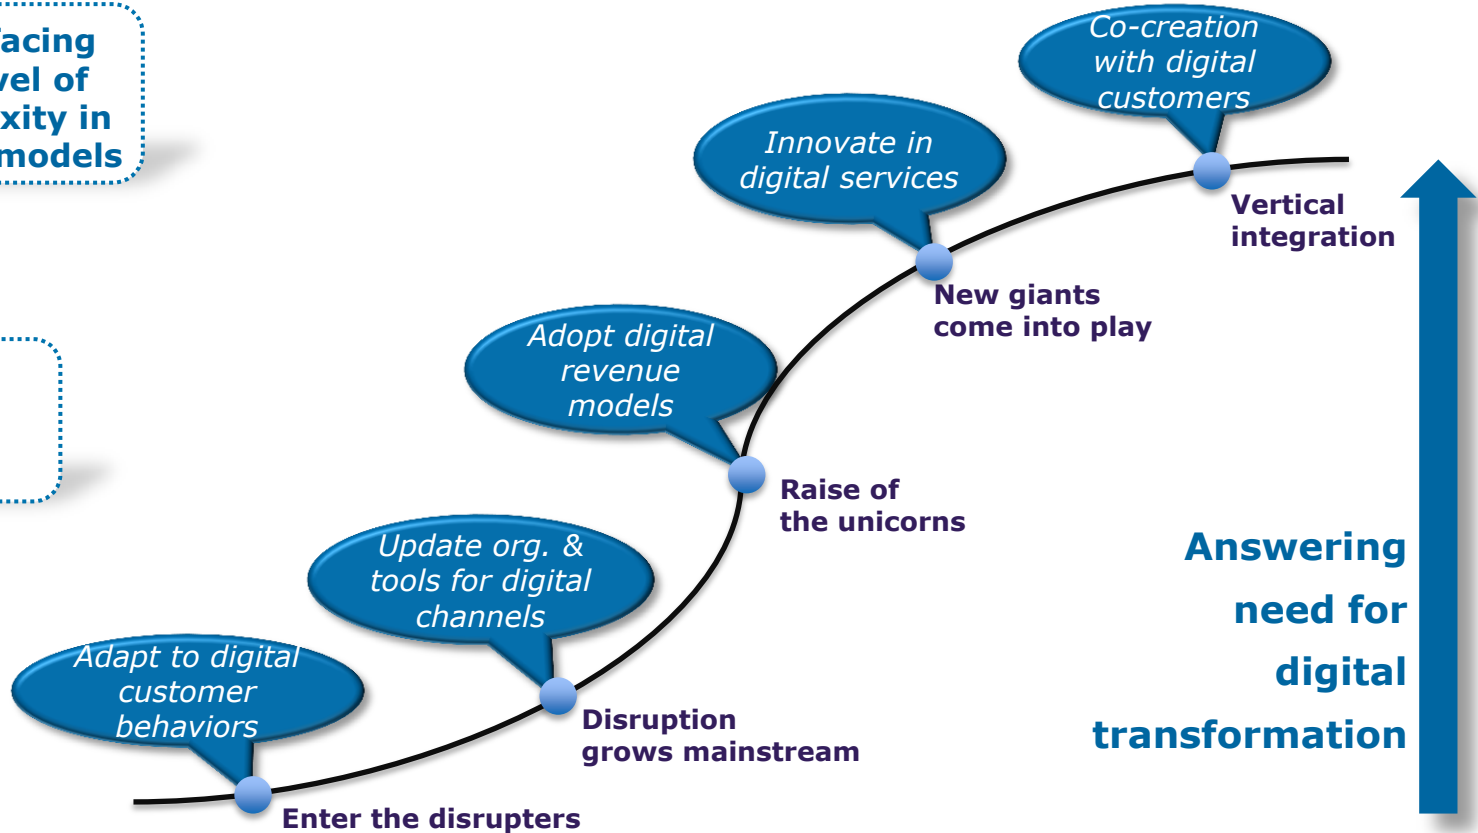 facing
vel of
xity in
models
Co-creation
with digital
customers
Innovate in
digital services
Vertical
integration
New giants
come into play
Adopt digital
revenue
models
Raise of
the unicorns
Update org. &
tools for digital
channels
Answering
need for
digital
transformation
Adapt to digital
customer
behaviors
Disruption
grows mainstream
Enter the disrupters